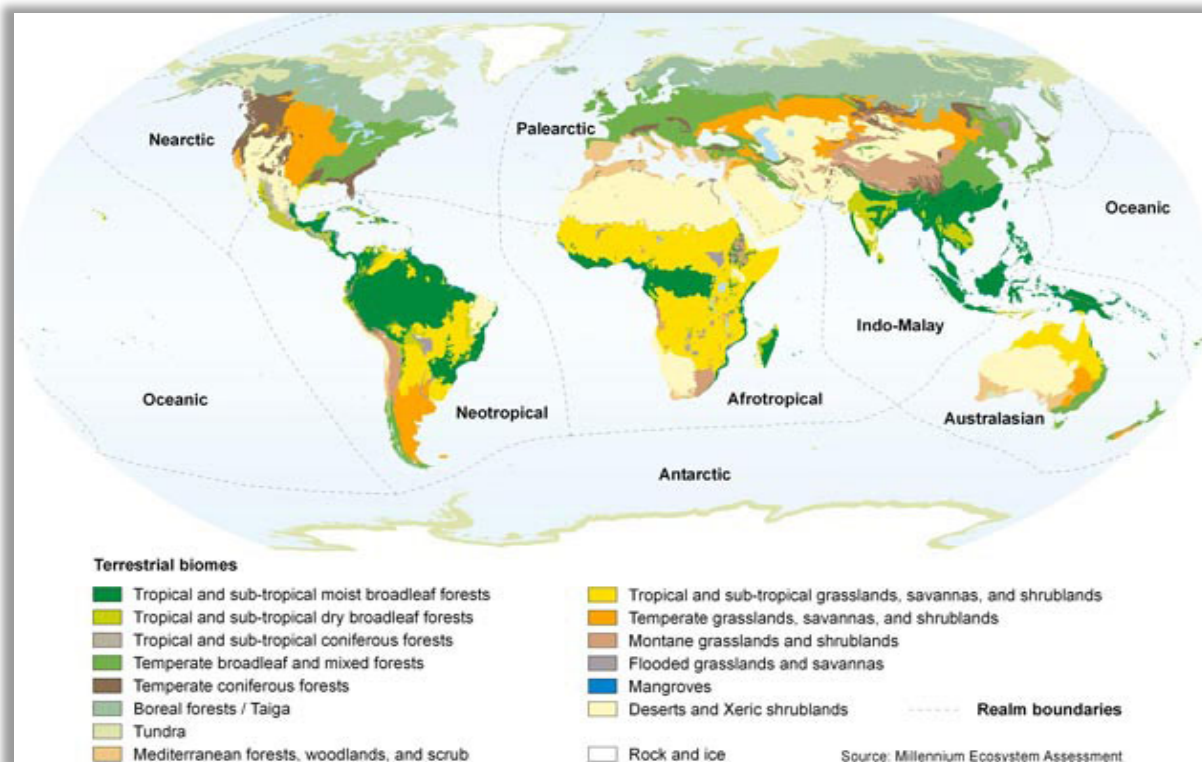 Nearctic
Palearctic
Oceanic
Indo-Malay
Oceanic
Neotropical
Afrotropical
Australasian
Antarctic
Terrestrial biomes
Tropical and sub-tropical moist broadleaf forests
Tropical and sub-tropical dry broadleaf forests
Tropical and sub-tropical coniferous forests
Temperate broadleaf and mixed forests
Temperate coniferous forests
Boreal forests / Taiga
Tundra
Mediterranean forests, woodlands, and scrub
Tropical and sub-tropical grasslands, savannas, and shrublands
Temperate grasslands, savannas, and shrublands
Montane grasslands and shrublands
Flooded grasslands and savannas
Mangroves
Deserts and Xeric shrublands
Realm boundaries
Rock and ice
Source: Millennium Ecosystem Assessment